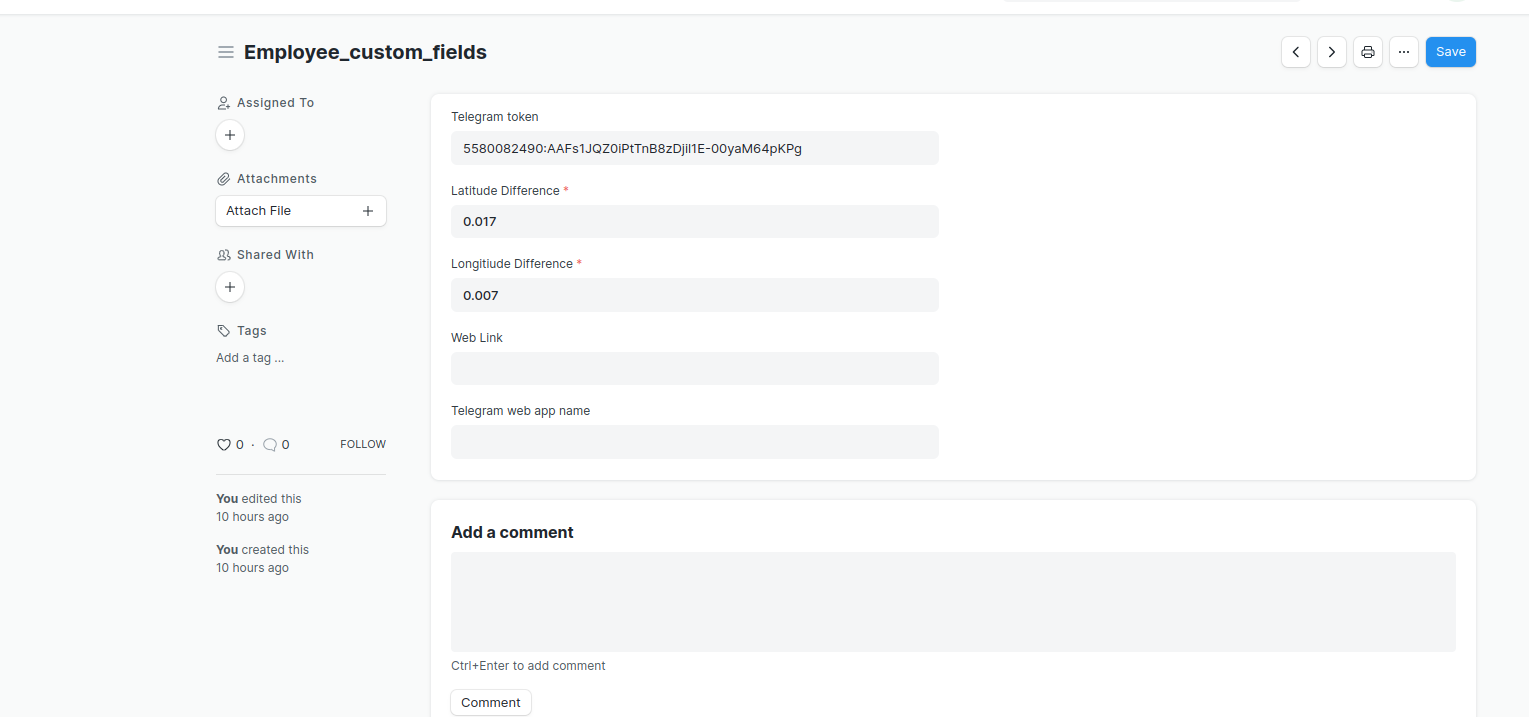 Employee_custom_fields
Save
Assigned To
Attachments
Attach File
Shared With
Tags
Add a tag ...
0 · 0 FOLLOW
You edited this
10 hours ago
You created this
10 hours ago
Telegram token
5580082490:AAFs1JQZ0iPtTnB8zDjiI1E-00yaM64pKPg
Latitude Difference *
0.017
Longitiude Difference *
0.007
Web Link
Telegram web app name
Add a comment
Ctrl+Enter to add comment
Comment